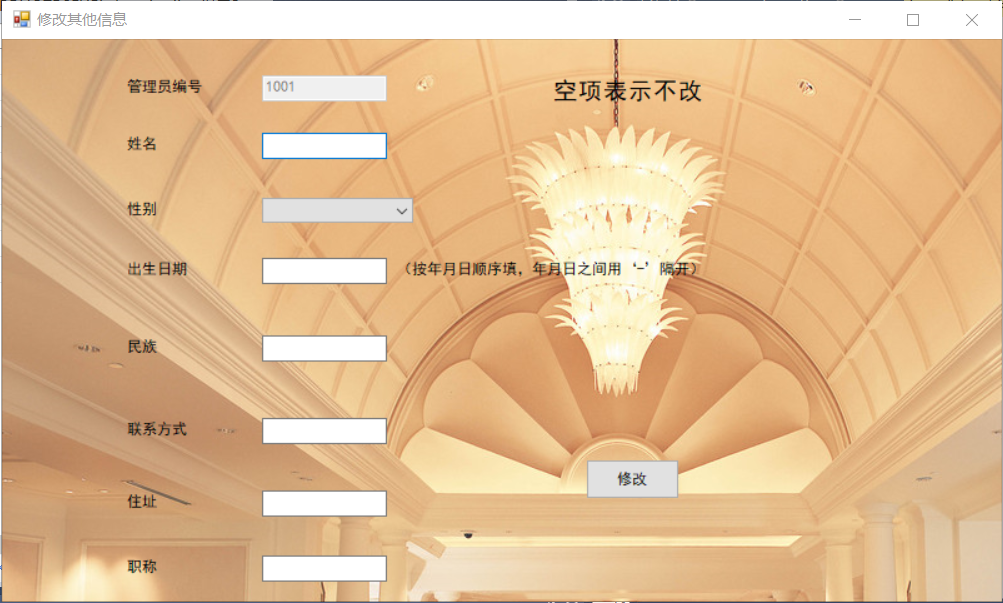 修改其他信息
管理员编号 1001
空项表示不改
姓名
性别
出生日期 （按年月日顺序填，年月日之间用‘-’隔开）
民族
联系方式
修改
住址
职称